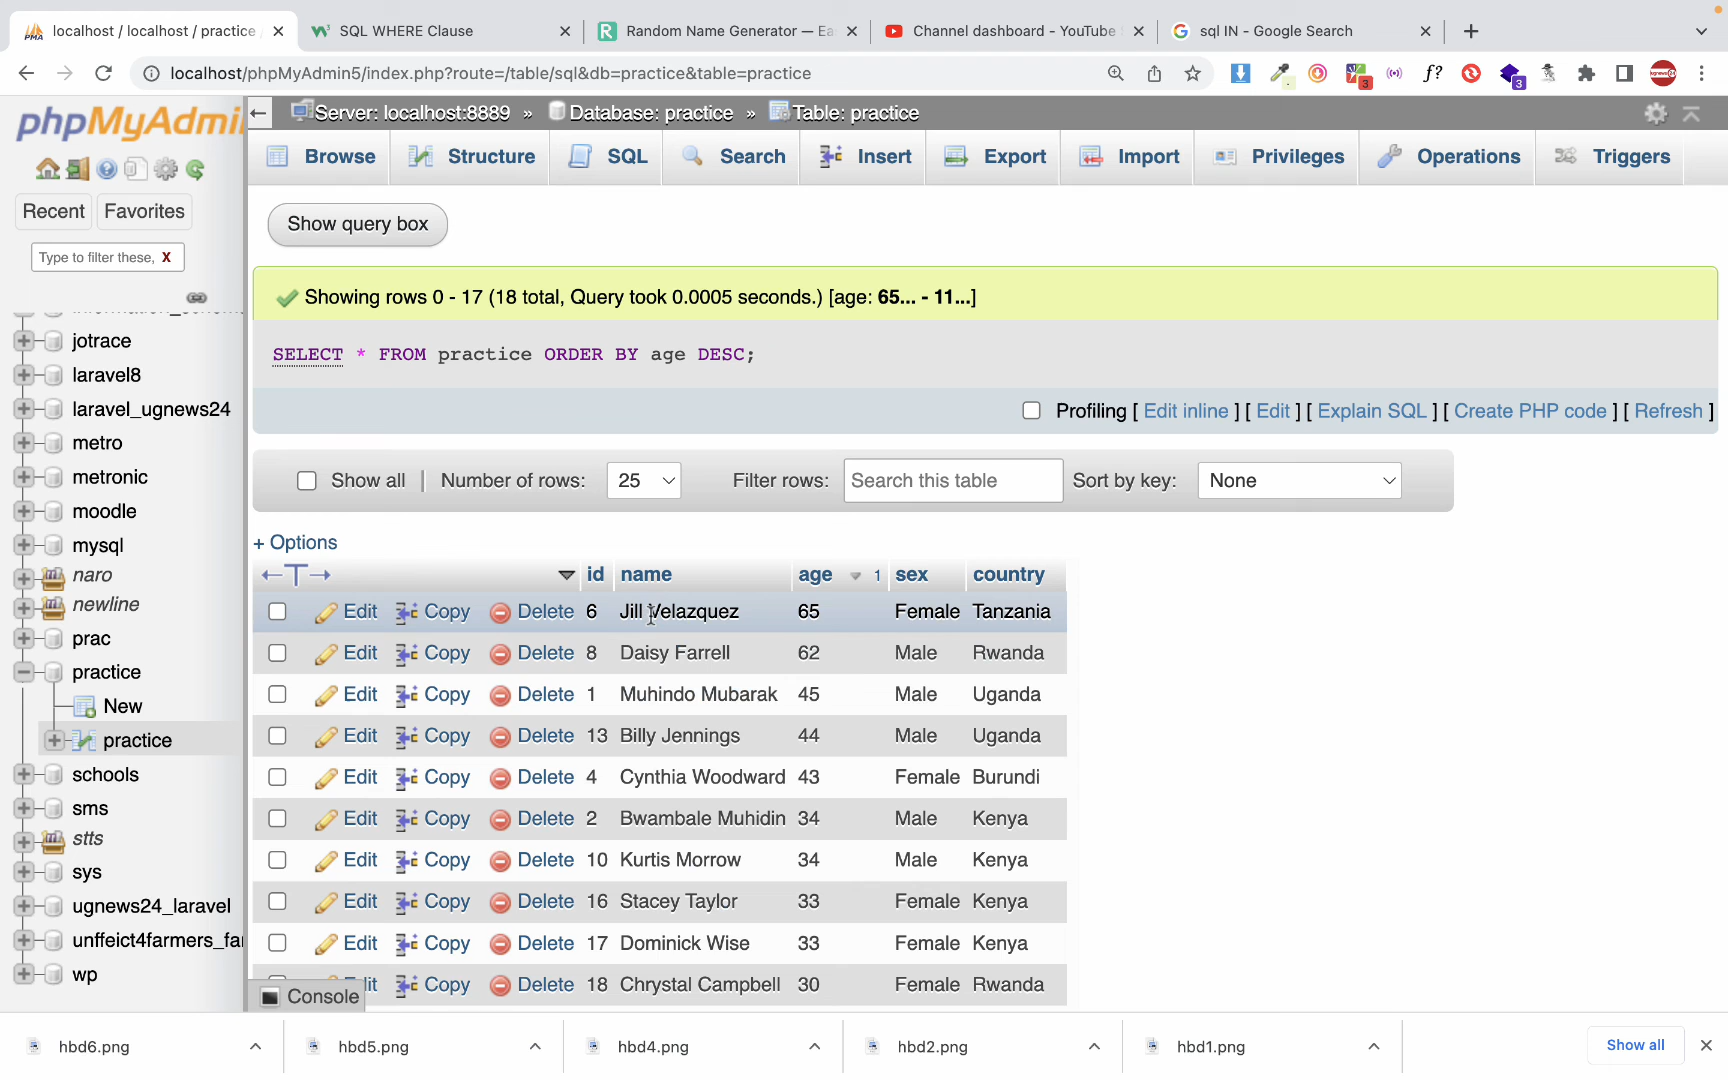 localhost / localhost / practice
SQL WHERE Clause
Random Name Generator — Ea
Channel dashboard - YouTube
sql IN - Google Search
localhost/phpMyAdmin5/index.php?route=/table/sql&db=practice&table=practice
phpMyAdmi
Recent Favorites
Type to filter these, X
jotrace
laravel8
laravel_ugnews24
metro
metronic
moodle
mysql
naro
newline
prac
practice
New
practice
schools
sms
stts
sys
ugnews24_laravel
unffeict4farmers_fa
wp
Server: localhost:8889 » Database: practice » Table: practice
Browse Structure SQL Search Insert Export Import Privileges Operations Triggers
Show query box
Showing rows 0 - 17 (18 total, Query took 0.0005 seconds.) [age: 65... - 11...]
SELECT * FROM practice ORDER BY age DESC;
Profiling [ Edit inline ] [ Edit ] [ Explain SQL ] [ Create PHP code ] [ Refresh ]
Show all | Number of rows: 25 Filter rows: Search this table Sort by key: None
+ Options
←T→ id name age 1 sex country
Edit Copy Delete 6 Jill Velazquez 65 Female Tanzania
Edit Copy Delete 8 Daisy Farrell 62 Male Rwanda
Edit Copy Delete 1 Muhindo Mubarak 45 Male Uganda
Edit Copy Delete 13 Billy Jennings 44 Male Uganda
Edit Copy Delete 4 Cynthia Woodward 43 Female Burundi
Edit Copy Delete 2 Bwambale Muhidin 34 Male Kenya
Edit Copy Delete 10 Kurtis Morrow 34 Male Kenya
Edit Copy Delete 16 Stacey Taylor 33 Female Kenya
Edit Copy Delete 17 Dominick Wise 33 Female Kenya
Copy Delete 18 Chrystal Campbell 30 Female Rwanda
Console
hbd6.png hbd5.png hbd4.png hbd2.png hbd1.png Show all